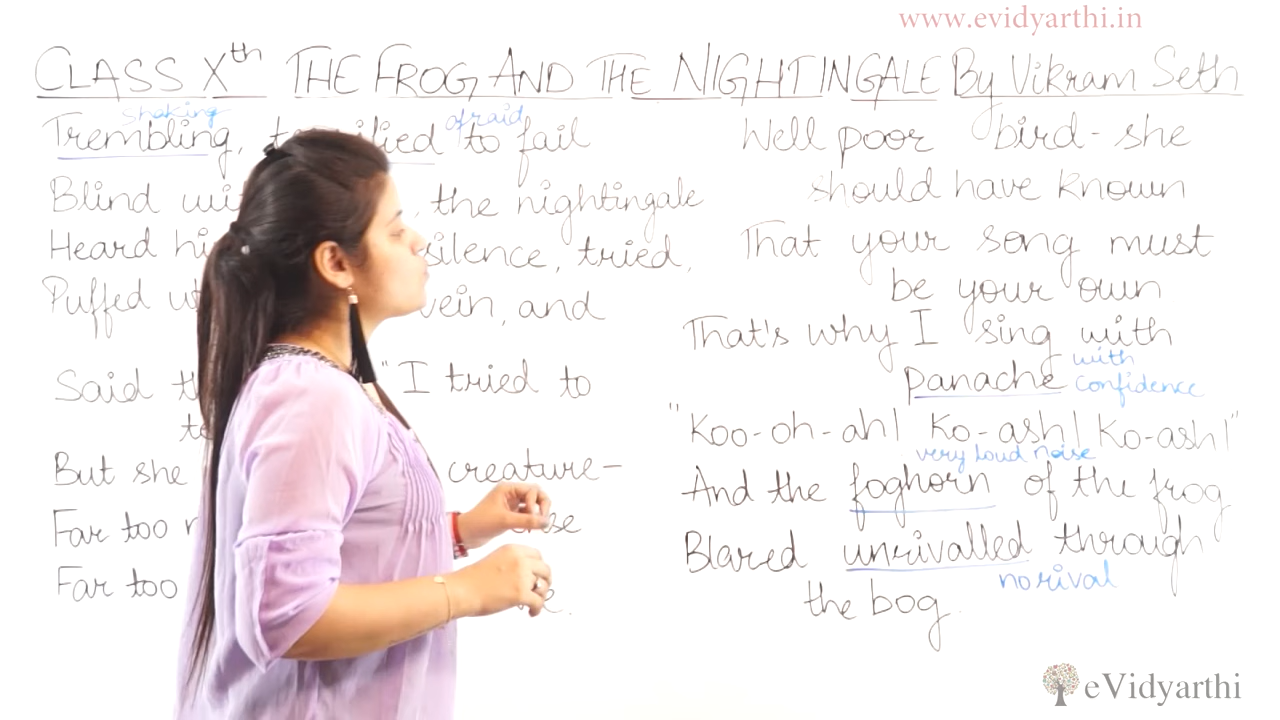 www.evidyarthi.in
CLASS Xth THE FROG AND THE NIGHTINGALE By Vikram Seth
shaking afraid
Trembling, to fail
Blind the nightingale
Heard silence, tried,
Puffed vein, and
Said "I tried to
But she creature-
Far too
Far too
Well poor bird-she
should have known
That your song must
be your own
That's why I sing with
panache with confidence
"Koo-oh-ah! Ko-ash! Ko-ash!"
very loud noise
And the foghorn of the frog
Blared unrivalled through
no rival
the bog.
eVidyarthi